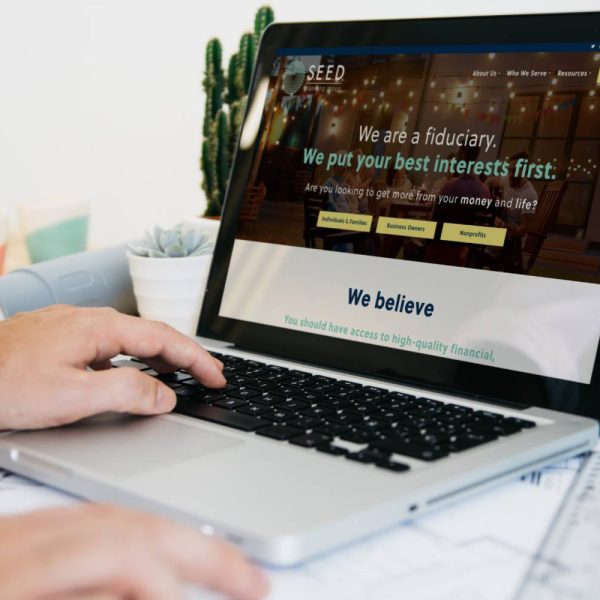 SEED
About Us Who We Serve Resources
We are a fiduciary.
We put your best interests first.
Are you looking to get more from your money and life?
Individuals & Families Business Owners Nonprofits
We believe
You should have access to high-quality financial,